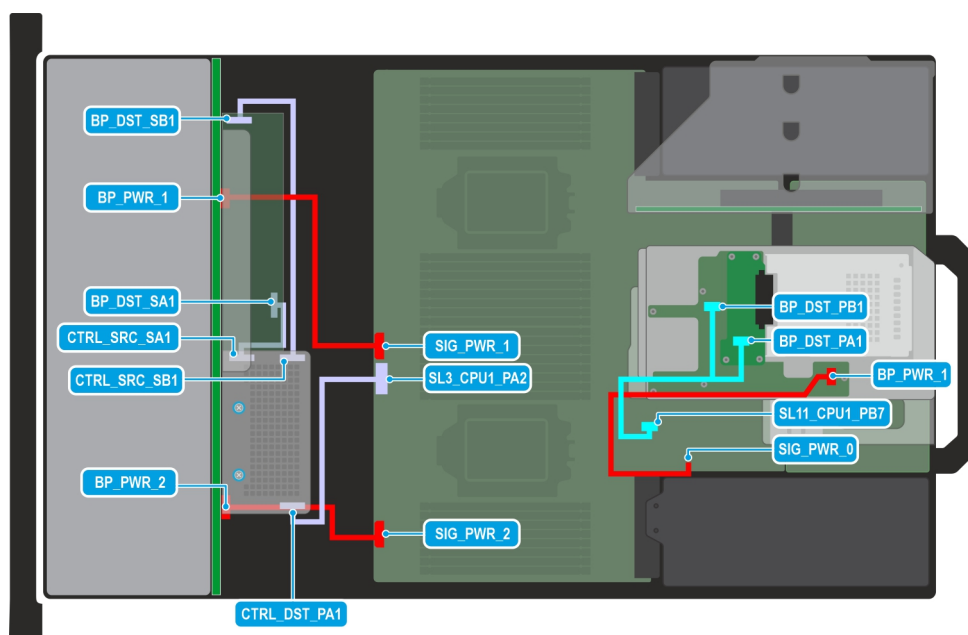 BP_DST_SB1
BP_PWR_1
BP_DST_SA1
CTRL_SRC_SA1
CTRL_SRC_SB1
BP_PWR_2
CTRL_DST_PA1
SIG_PWR_1
SL3_CPU1_PA2
SIG_PWR_2
BP_DST_PB1
BP_DST_PA1
BP_PWR_1
SL11_CPU1_PB7
SIG_PWR_0